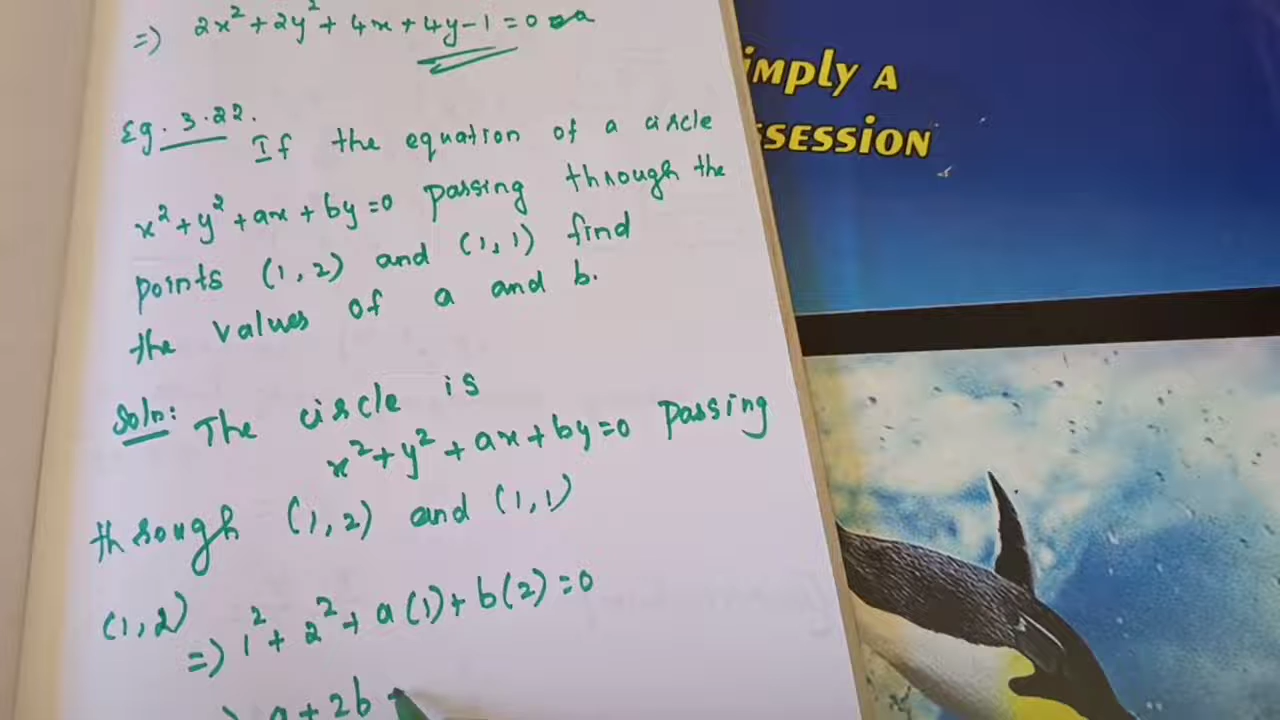 =) 2x² + 2y² + 4x + 4y - 1 = 0
Eg. 3.22. If the equation of a circle
x² + y² + ax + by = 0 passing through the
points (1, 2) and (1, 1) find
the values of a and b.
Soln: The circle is
x² + y² + ax + by = 0 passing
through (1, 2) and (1, 1)
(1, 2)
=) 1² + 2² + a(1) + b(2) = 0
a + 2b
IMPLY A
SSESSION